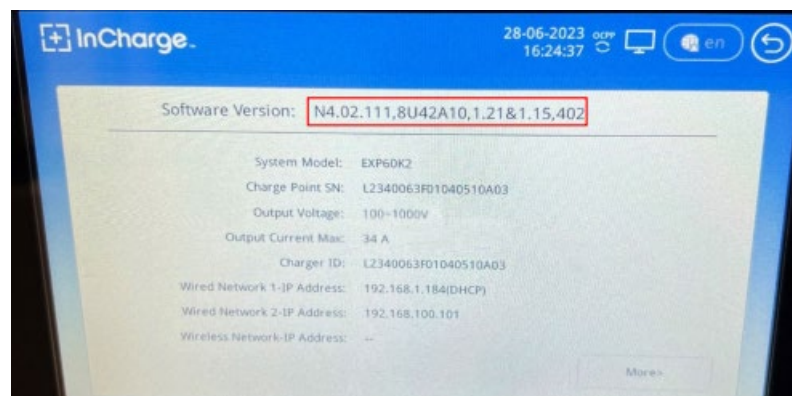 [+] InCharge
28-06-2023 OCPP en
16:24:37
Software Version: N4.02.111,8U42A10,1.21&1.15,402
System Model: EXP60K2
Charge Point SN: L2340063F01040510A03
Output Voltage: 100~1000V
Output Current Max: 34 A
Charger ID: L2340063F01040510A03
Wired Network 1-IP Address: 192.168.1.184(DHCP)
Wired Network 2-IP Address: 192.168.100.101
Wireless Network-IP Address: --
More>